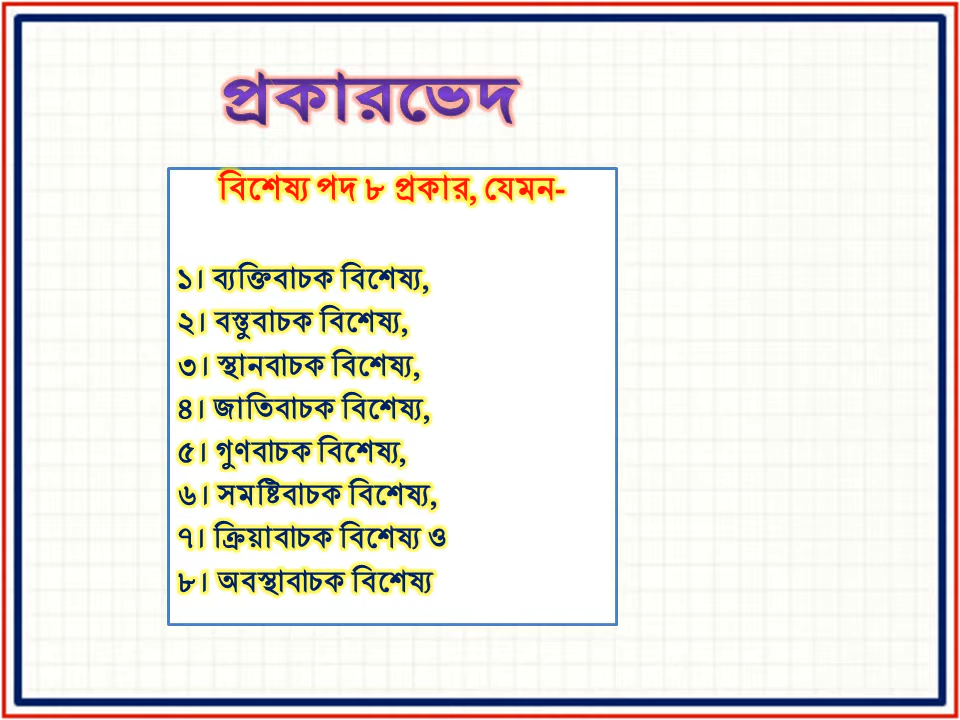 প্রকারভেদ
বিশেষ্য পদ ৮ প্রকার, যেমন-
১। ব্যক্তিবাচক বিশেষ্য,
২। বস্তুবাচক বিশেষ্য,
৩। স্থানবাচক বিশেষ্য,
৪। জাতিবাচক বিশেষ্য,
৫। গুণবাচক বিশেষ্য,
৬। সমষ্টিবাচক বিশেষ্য,
৭। ক্রিয়াবাচক বিশেষ্য ও
৮। অবস্থাবাচক বিশেষ্য